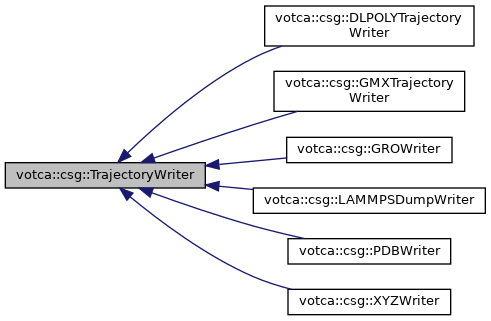 votca::csg::DLPOLYTrajectory
Writer
votca::csg::GMXTrajectory
Writer
votca::csg::GROWriter
votca::csg::TrajectoryWriter
votca::csg::LAMMPSDumpWriter
votca::csg::PDBWriter
votca::csg::XYZWriter